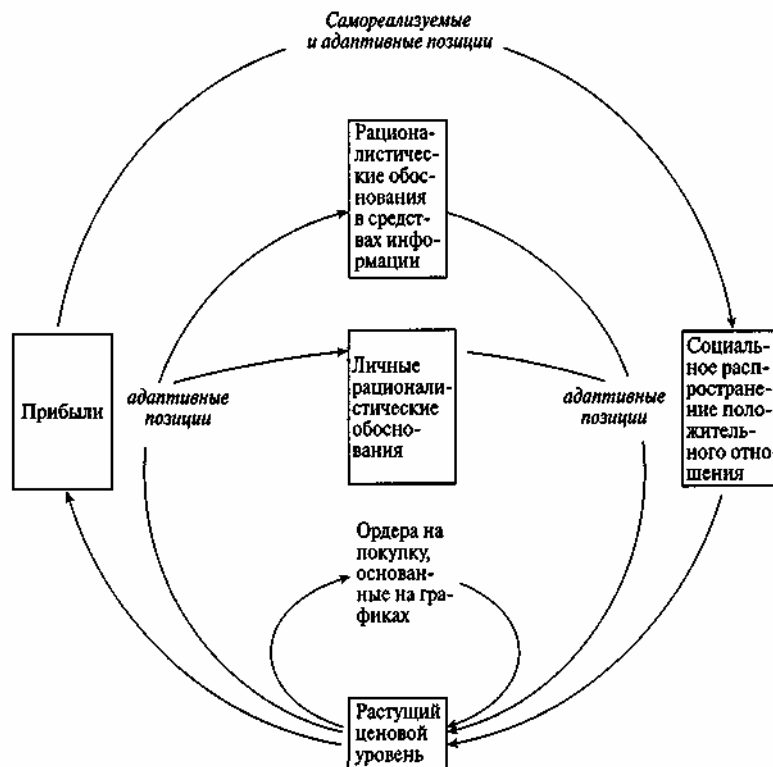 Самореализуемые
и адаптивные позиции
Рациона-
листичес-
кие обос-
нования
в средст-
вах инфо-
рмации
Прибыли
адаптивные
позиции
Личные
рационали-
стические
обосно-
вания
адаптивные
позиции
Социаль-
ное расп-
ростране-
ние поло-
житель-
ного отно-
шения
Ордера на
покупку,
основан-
ные на гра-
фиках
Растущий
ценовой
уровень